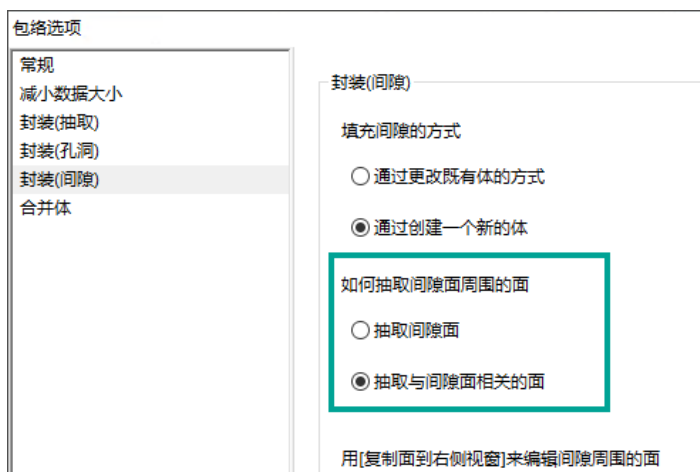 包络选项
常规
减小数据大小
封装(抽取)
封装(孔洞)
封装(间隙)
合并体
封装(间隙)
填充间隙的方式
通过更改既有体的方式
通过创建一个新的体
如何抽取间隙面周围的面
抽取间隙面
抽取与间隙面相关的面
用[复制面到右侧视窗]来编辑间隙周围的面